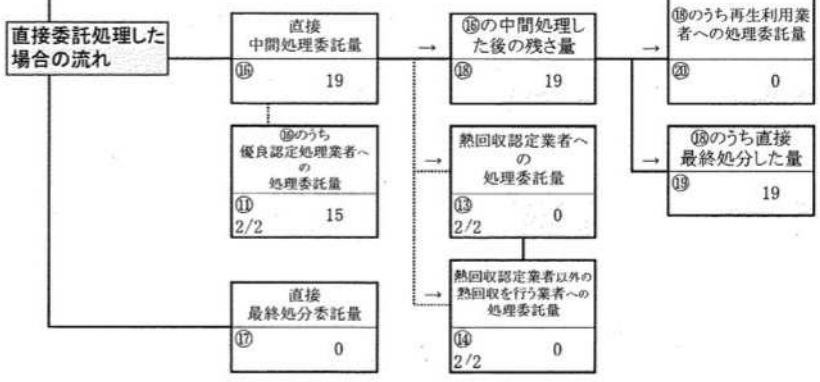 直接委託処理した
場合の流れ
直接
中間処理委託量
⑯
19
→
⑯の中間処理し
た後の残さ量
⑱
19
→
⑱のうち再生利用業
者への処理委託量
⑳
0
⑯のうち
優良認定処理業者へ
の
処理委託量
⑪
2/2
15
→
熱回収認定業者へ
の
処理委託量
⑬
2/2
0
→
⑱のうち直接
最終処分した量
⑲
19
直接
最終処分委託量
⑰
0
→
熱回収認定業者以外の
熱回収を行う業者への
処理委託量
⑭
2/2
0